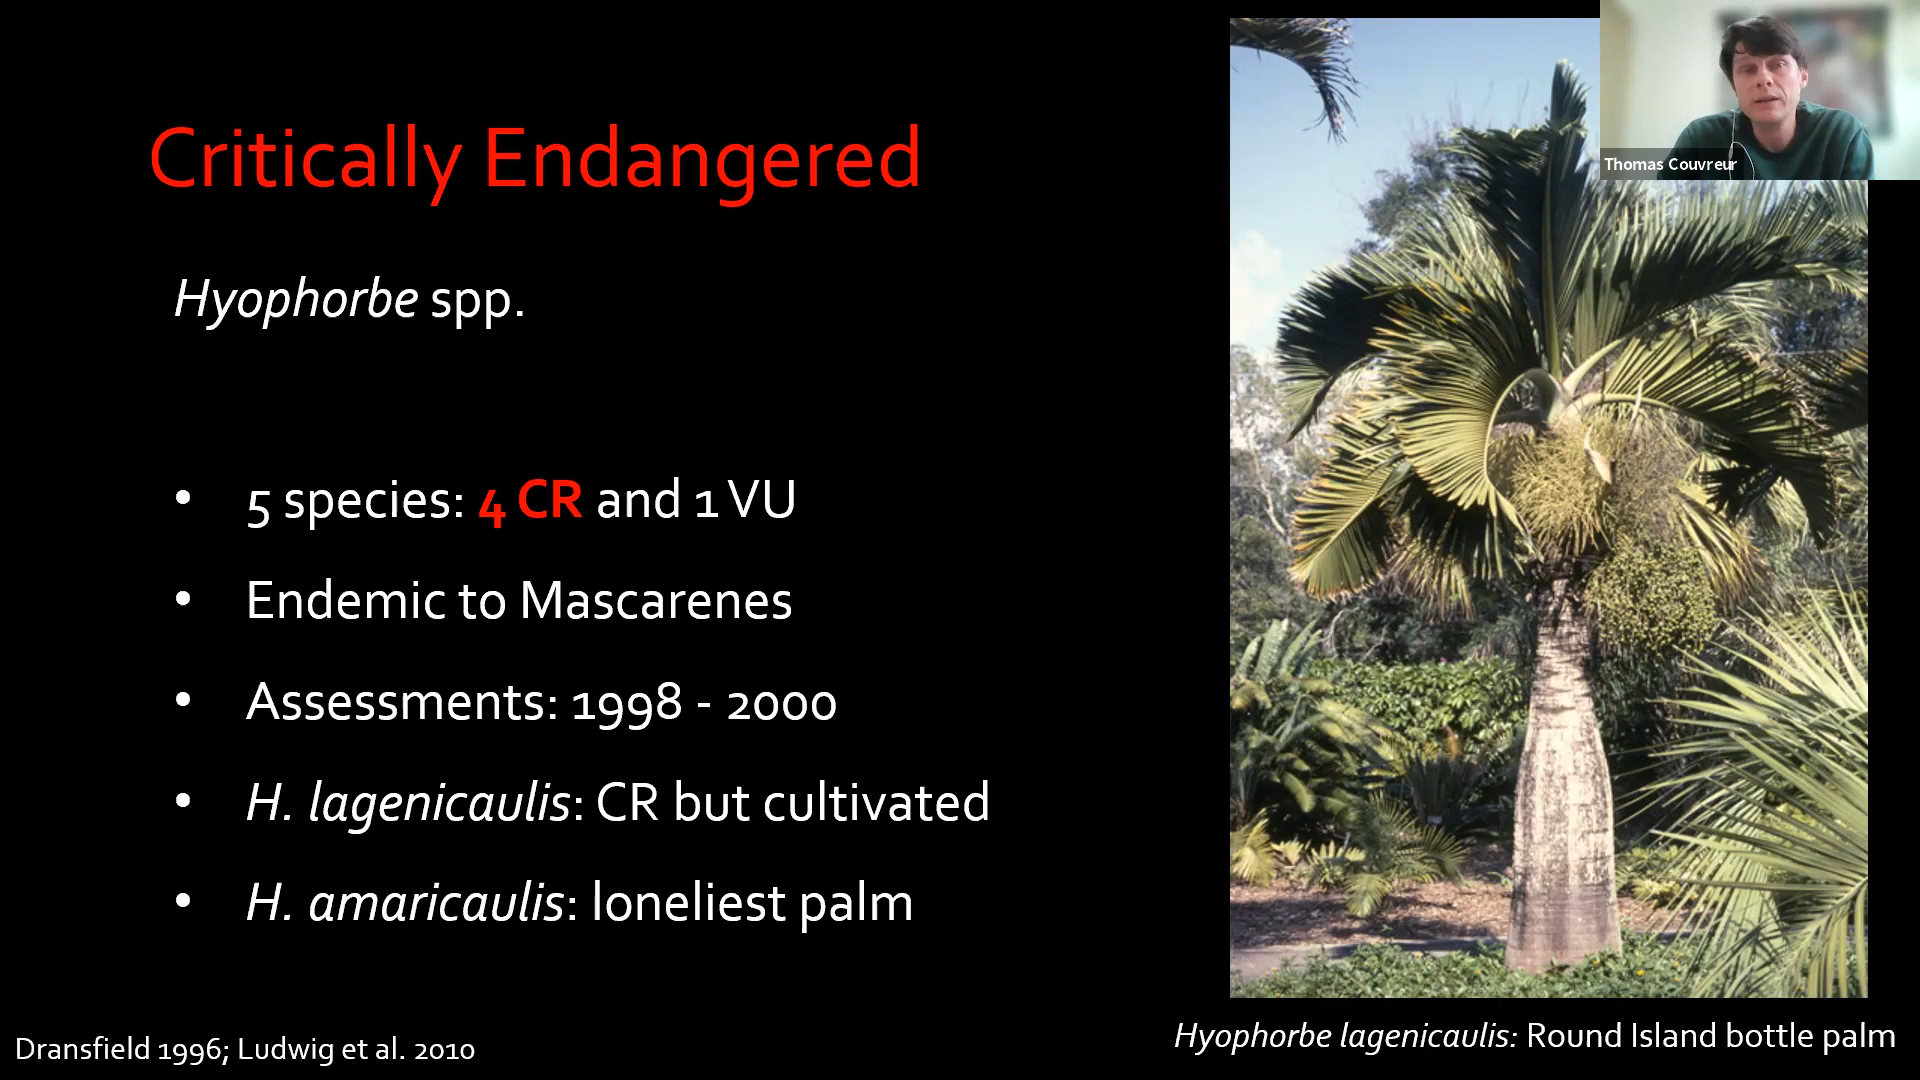 Critically Endangered
Hyophorbe spp.
• 5 species: 4 CR and 1 VU
• Endemic to Mascarenes
• Assessments: 1998 - 2000
• H. lagenicaulis: CR but cultivated
• H. amaricaulis: loneliest palm
Dransfield 1996; Ludwig et al. 2010
Thomas Couvreur
Hyophorbe lagenicaulis: Round Island bottle palm